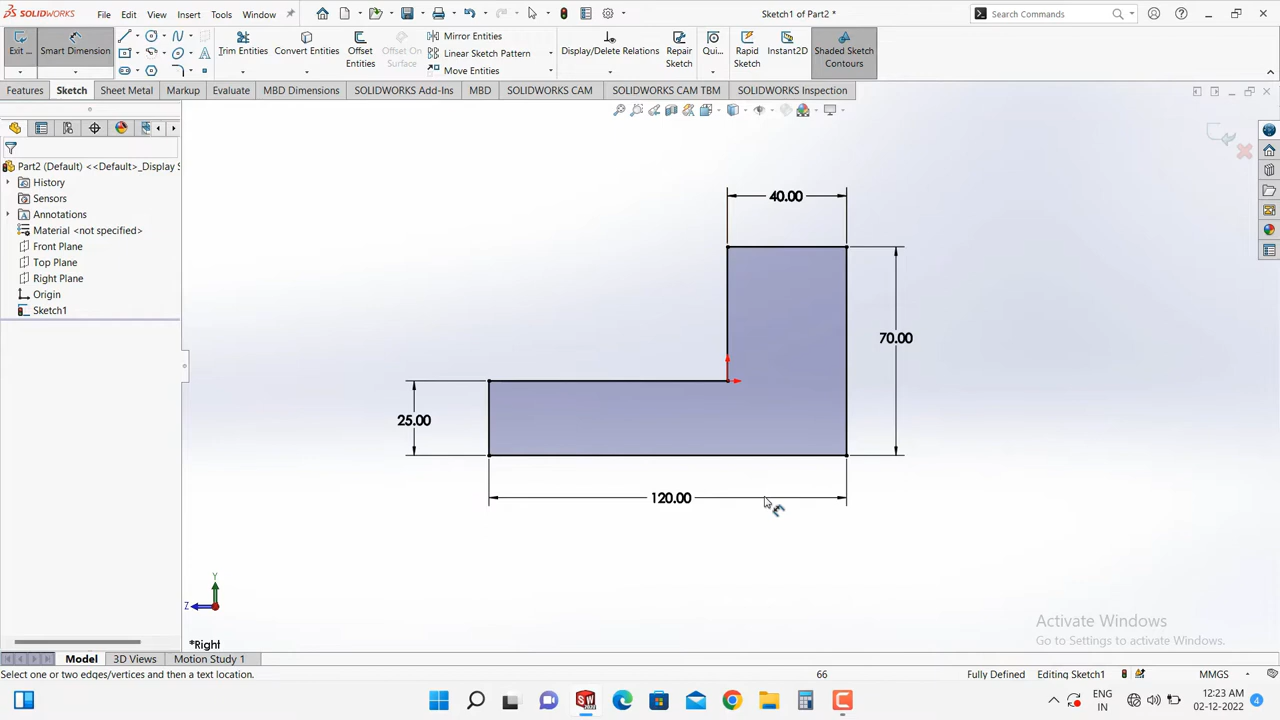 SOLIDWORKS File Edit View Insert Tools Window Sketch1 of Part2 * Search Commands
Exit ... Smart Dimension Trim Entities Convert Entities Offset Entities Offset On Surface Mirror Entities Linear Sketch Pattern Move Entities Display/Delete Relations Repair Sketch Qui... Rapid Sketch Instant2D Shaded Sketch Contours
Features Sketch Sheet Metal Markup Evaluate MBD Dimensions SOLIDWORKS Add-Ins MBD SOLIDWORKS CAM SOLIDWORKS CAM TBM SOLIDWORKS Inspection
Part2 (Default) <<Default>_Display S
History
Sensors
Annotations
Material <not specified>
Front Plane
Top Plane
Right Plane
Origin
Sketch1
40.00
70.00
25.00
120.00
Y
Z
*Right
Activate Windows
Go to Settings to activate Windows.
Model 3D Views Motion Study 1
Select one or two edges/vertices and then a text location. 66 Fully Defined Editing Sketch1 MMGS
SW
ENG
IN
12:23 AM
02-12-2022
4